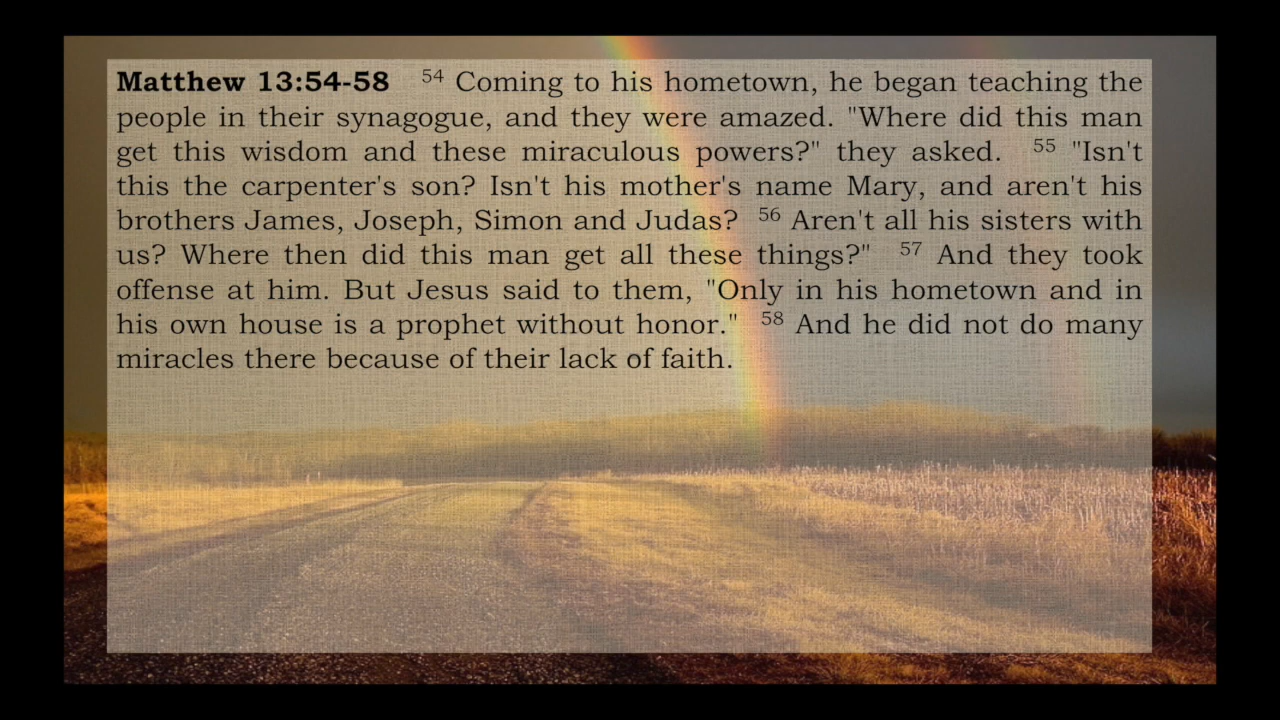 Matthew 13:54-58 54 Coming to his hometown, he began teaching the
people in their synagogue, and they were amazed. "Where did this man
get this wisdom and these miraculous powers?" they asked. 55 "Isn't
this the carpenter's son? Isn't his mother's name Mary, and aren't his
brothers James, Joseph, Simon and Judas? 56 Aren't all his sisters with
us? Where then did this man get all these things?" 57 And they took
offense at him. But Jesus said to them, "Only in his hometown and in
his own house is a prophet without honor." 58 And he did not do many
miracles there because of their lack of faith.